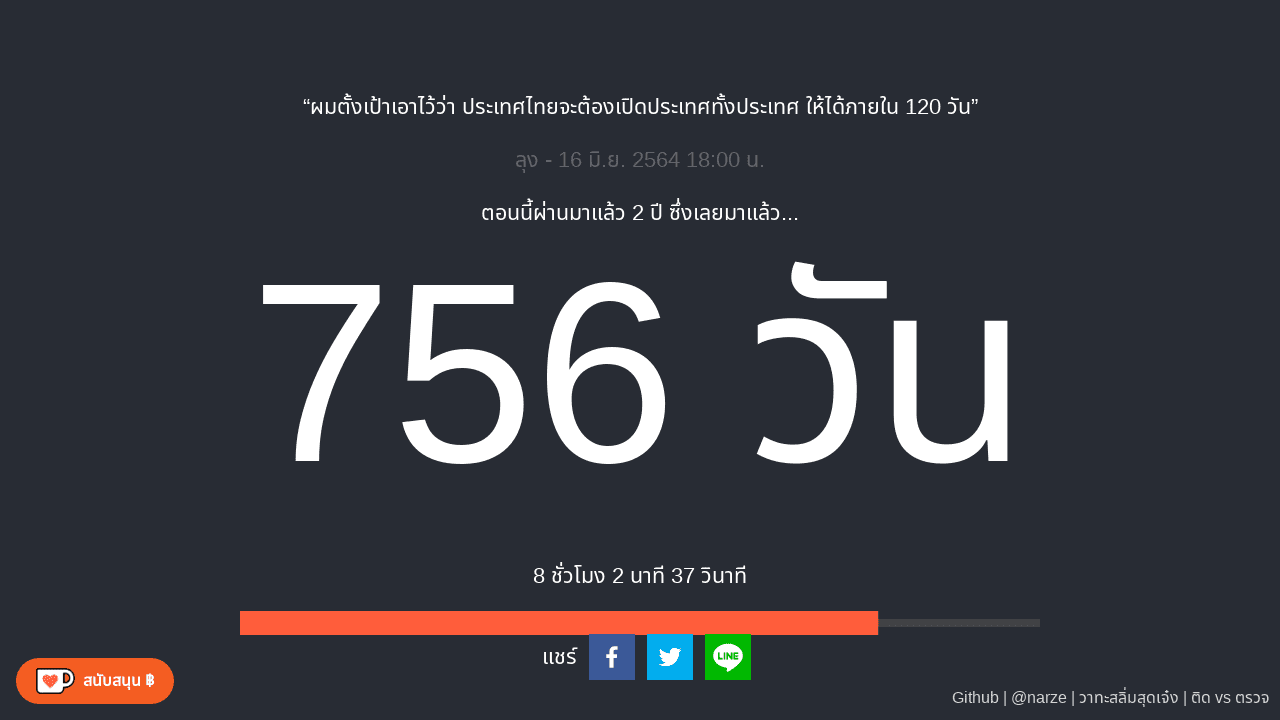 “ผมตั้งเป้าเอาไว้ว่า ประเทศไทยจะต้องเปิดประเทศทั้งประเทศ ให้ได้ภายใน 120 วัน”
ลุง - 16 มิ.ย. 2564 18:00 น.
ตอนนี้ผ่านมาแล้ว 2 ปี ซึ่งเลยมาแล้ว...
756 วัน
8 ชั่วโมง 2 นาที 37 วินาที
แชร์
LINE
สนับสนุน ฿
Github | @narze | วาทะสลิ่มสุดเจ๋ง | ติด vs ตรวจ